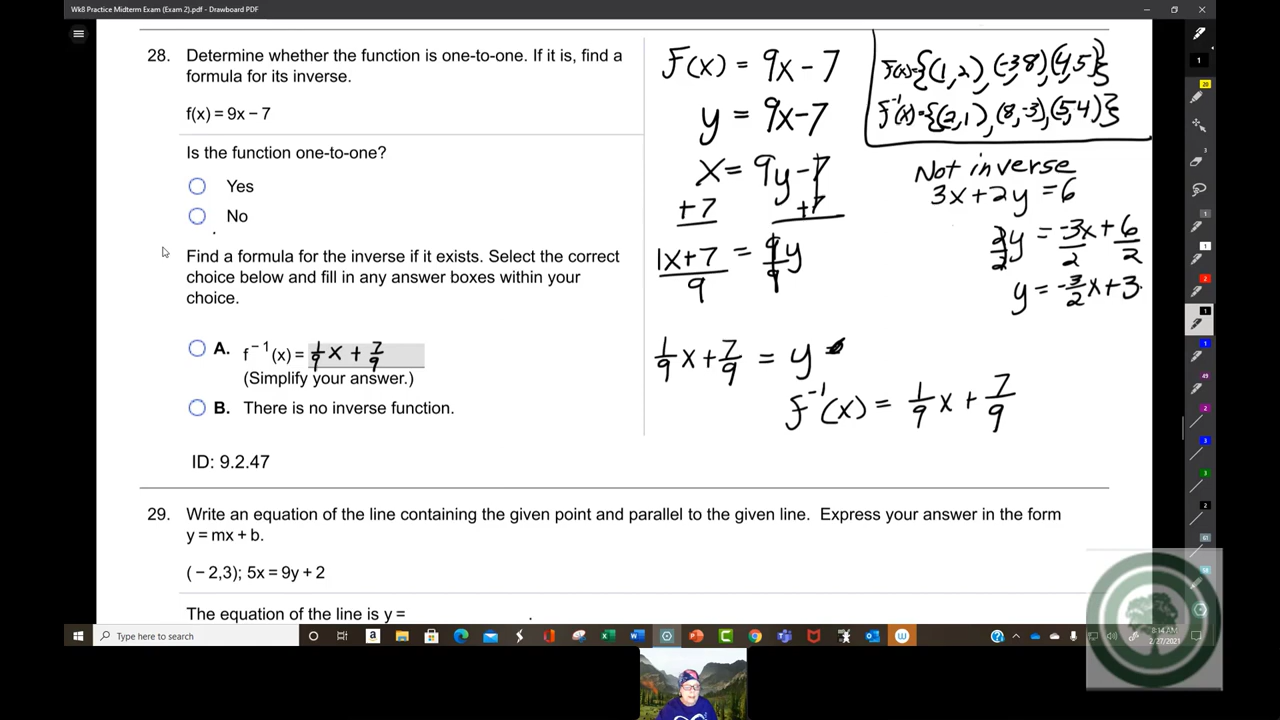 Wk8 Practice Midterm Exam (Exam 2).pdf - Drawboard PDF
28. Determine whether the function is one-to-one. If it is, find a
formula for its inverse.
f(x) = 9x − 7
Is the function one-to-one?
Yes
No
Find a formula for the inverse if it exists. Select the correct
choice below and fill in any answer boxes within your
choice.
A. f⁻¹(x) = 1/9 x + 7/9
(Simplify your answer.)
B. There is no inverse function.
ID: 9.2.47
F(x) = 9x - 7
y = 9x-7
x = 9y-7
+7 +7
1x+7/9 = 9/9 y
1/9 x + 7/9 = y
f⁻¹(x) = 1/9 x + 7/9
F(x)={(1,2),(-3,8),(4,5)}
f⁻¹(x)={(2,1),(8,-3),(5,4)}
Not inverse
3x+2y=6
2/2 y = -3x/2 + 6/2
y = -3/2 x+3
29. Write an equation of the line containing the given point and parallel to the given line. Express your answer in the form
y = mx + b.
( − 2,3); 5x = 9y + 2
The equation of the line is y = .
Type here to search
8:14 AM
2/27/2021